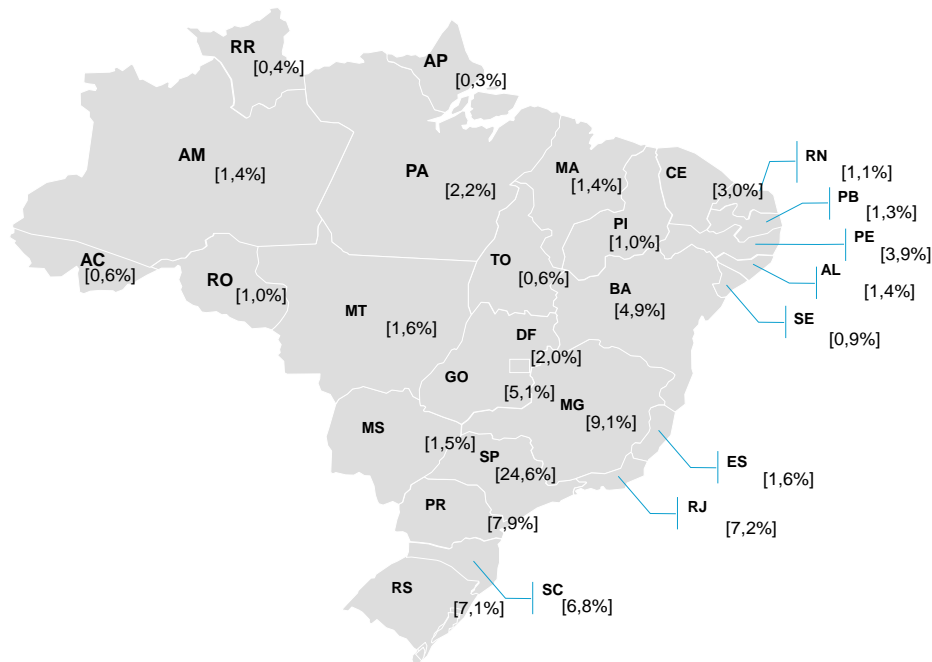 RR
[0,4%]
AP
[0,3%]
AM
[1,4%]
PA
[2,2%]
MA
[1,4%]
CE
[3,0%]
RN
[1,1%]
PB
[1,3%]
PI
[1,0%]
PE
[3,9%]
AC
[0,6%]
RO
[1,0%]
TO
[0,6%]
BA
[4,9%]
AL
[1,4%]
SE
[0,9%]
MT
[1,6%]
DF
[2,0%]
GO
[5,1%]
MG
[9,1%]
MS
[1,5%]
SP
[24,6%]
ES
[1,6%]
RJ
[7,2%]
PR
[7,9%]
RS
[7,1%]
SC
[6,8%]